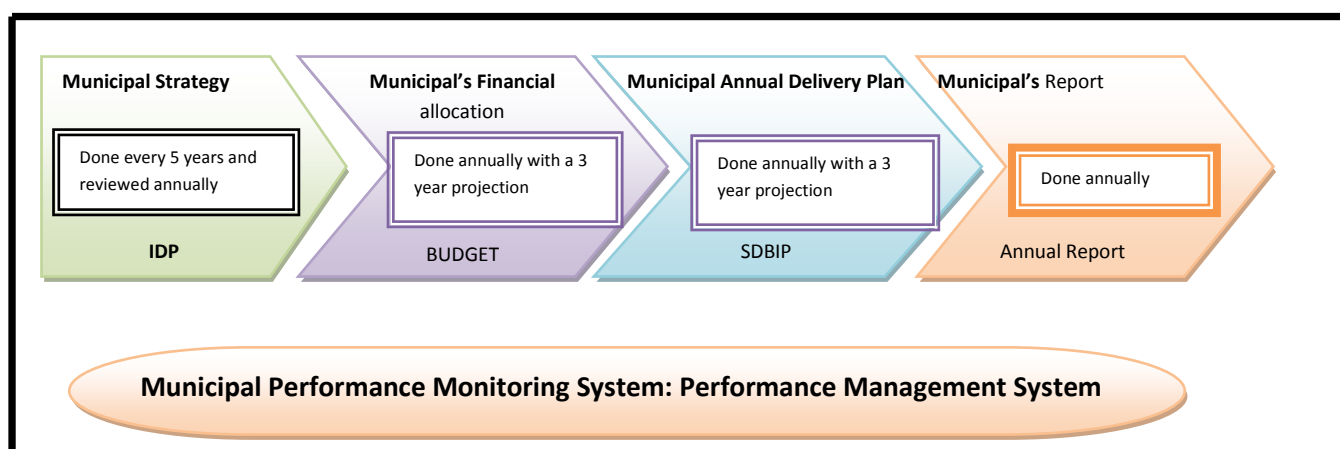 Municipal Strategy
Done every 5 years and
reviewed annually
IDP
Municipal's Financial
allocation
Done annually with a 3
year projection
BUDGET
Municipal Annual Delivery Plan
Done annually with a 3
year projection
SDBIP
Municipal's Report
Done annually
Annual Report
Municipal Performance Monitoring System: Performance Management System